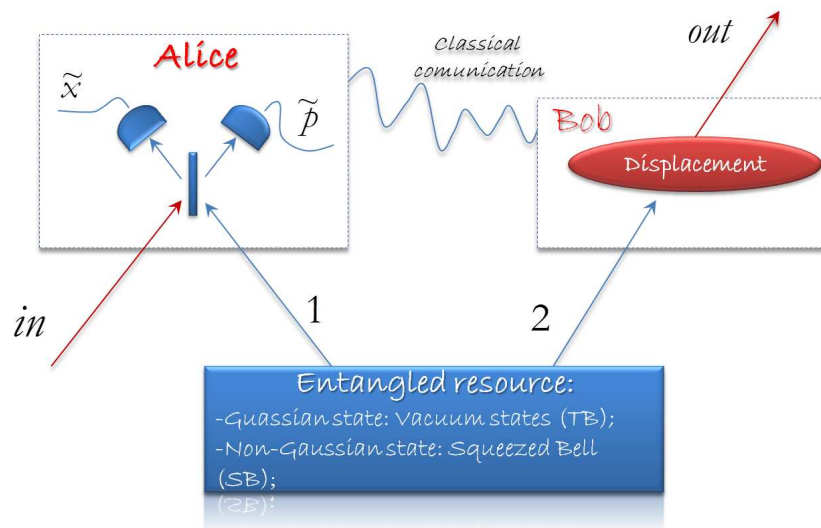 out
Classical
comunication
Alice
x̃
p̃
Bob
Displacement
in
1
2
Entangled resource:
-Guassian state: Vacuum states (TB);
-Non-Gaussian state: Squeezed Bell
(SB);